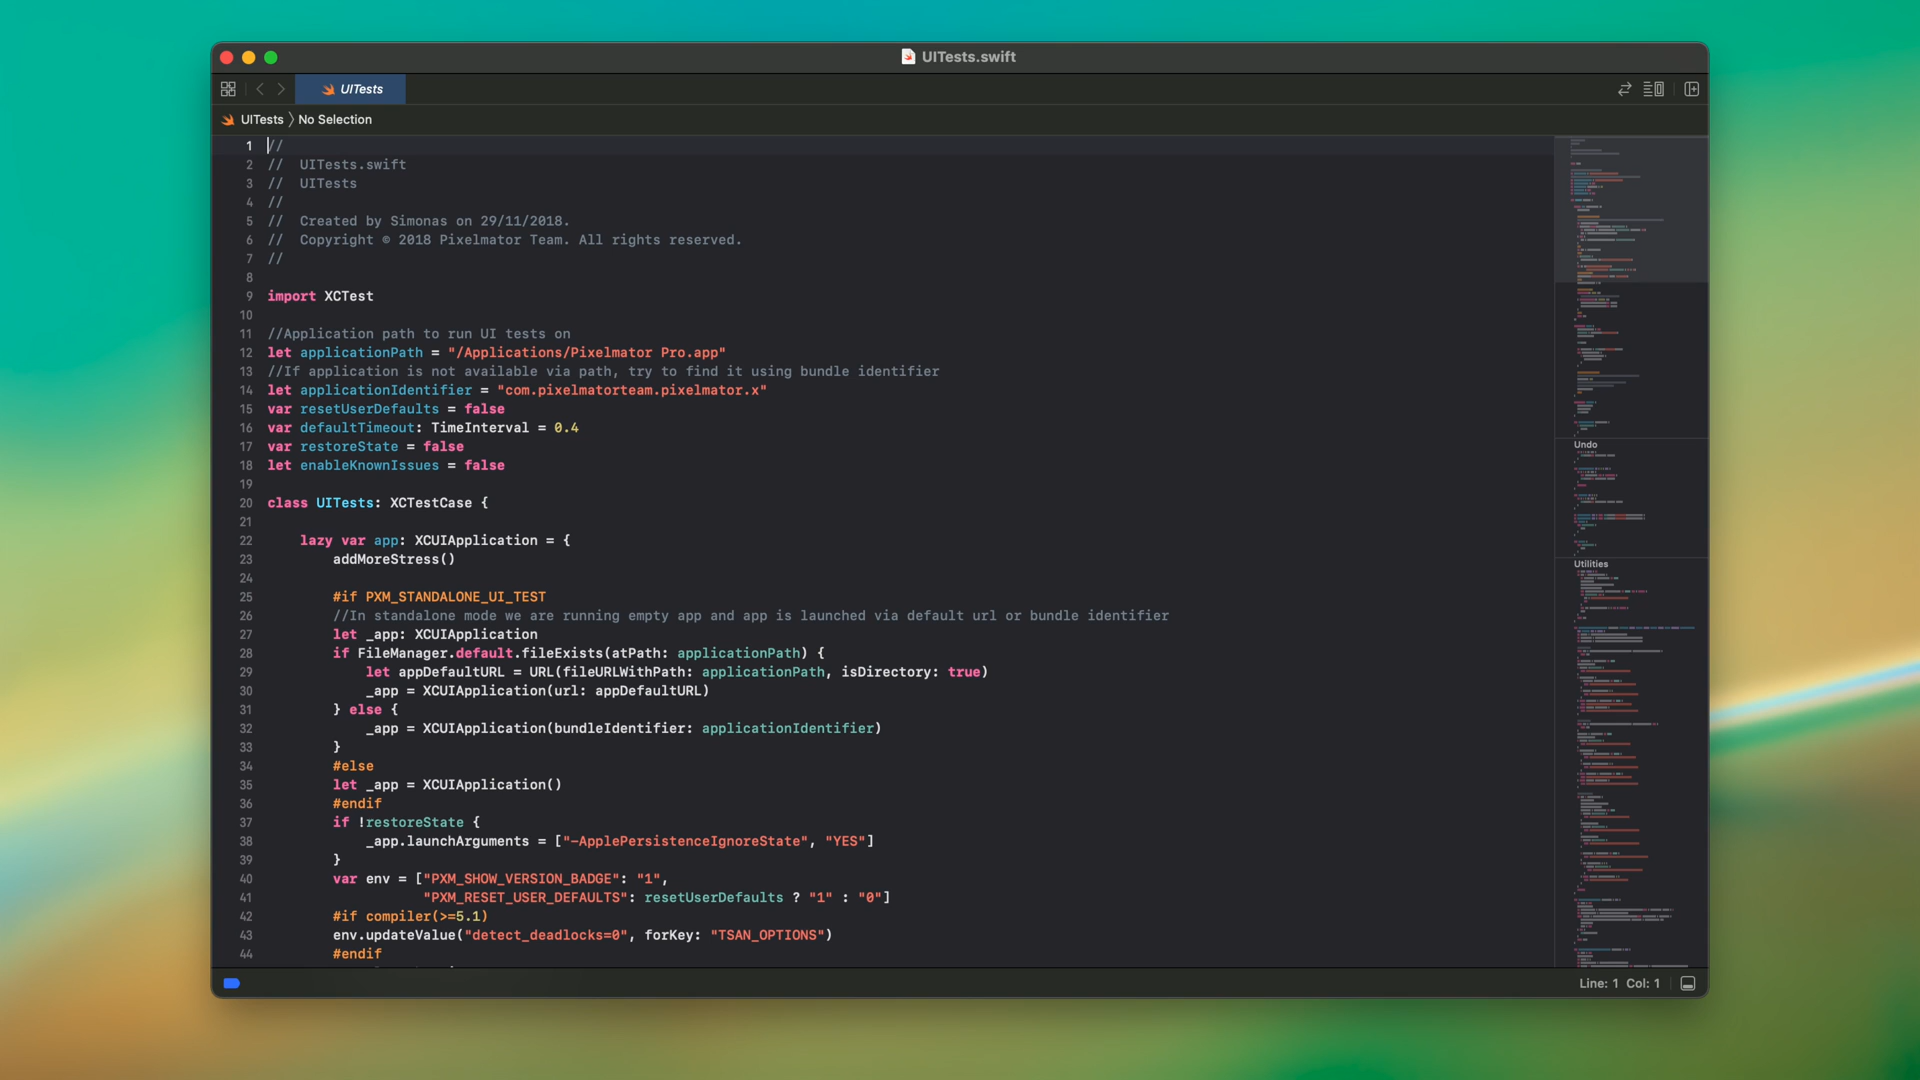 UITests.swift
UITests
UITests 〉 No Selection
1 //
2 //  UITests.swift
3 //  UITests
4 //
5 //  Created by Simonas on 29/11/2018.
6 //  Copyright © 2018 Pixelmator Team. All rights reserved.
7 //
8
9 import XCTest
10
11 //Application path to run UI tests on
12 let applicationPath = "/Applications/Pixelmator Pro.app"
13 //If application is not available via path, try to find it using bundle identifier
14 let applicationIdentifier = "com.pixelmatorteam.pixelmator.x"
15 var resetUserDefaults = false
16 var defaultTimeout: TimeInterval = 0.4
17 var restoreState = false
18 let enableKnownIssues = false
19
20 class UITests: XCTestCase {
21
22     lazy var app: XCUIApplication = {
23         addMoreStress()
24
25         #if PXM_STANDALONE_UI_TEST
26         //In standalone mode we are running empty app and app is launched via default url or bundle identifier
27         let _app: XCUIApplication
28         if FileManager.default.fileExists(atPath: applicationPath) {
29             let appDefaultURL = URL(fileURLWithPath: applicationPath, isDirectory: true)
30             _app = XCUIApplication(url: appDefaultURL)
31         } else {
32             _app = XCUIApplication(bundleIdentifier: applicationIdentifier)
33         }
34         #else
35         let _app = XCUIApplication()
36         #endif
37         if !restoreState {
38             _app.launchArguments = ["-ApplePersistenceIgnoreState", "YES"]
39         }
40         var env = ["PXM_SHOW_VERSION_BADGE": "1",
41                    "PXM_RESET_USER_DEFAULTS": resetUserDefaults ? "1" : "0"]
42         #if compiler(>=5.1)
43         env.updateValue("detect_deadlocks=0", forKey: "TSAN_OPTIONS")
44         #endif
Undo
Utilities
Line: 1  Col: 1